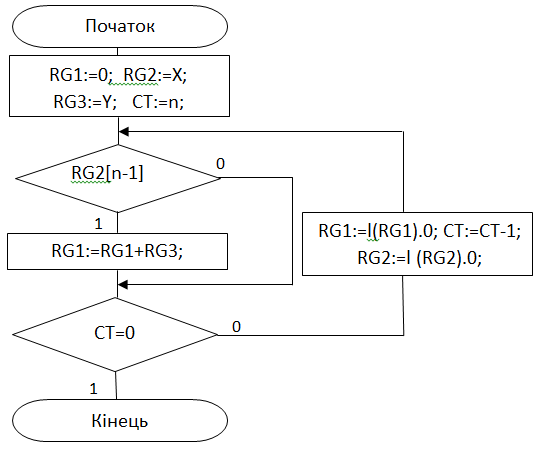 Початок
RG1:=0; RG2:=X;
RG3:=Y; CT:=n;
RG2[n-1]
0
1
RG1:=RG1+RG3;
RG1:=l(RG1).0; CT:=CT-1;
RG2:=l (RG2).0;
CT=0
0
1
Кінець